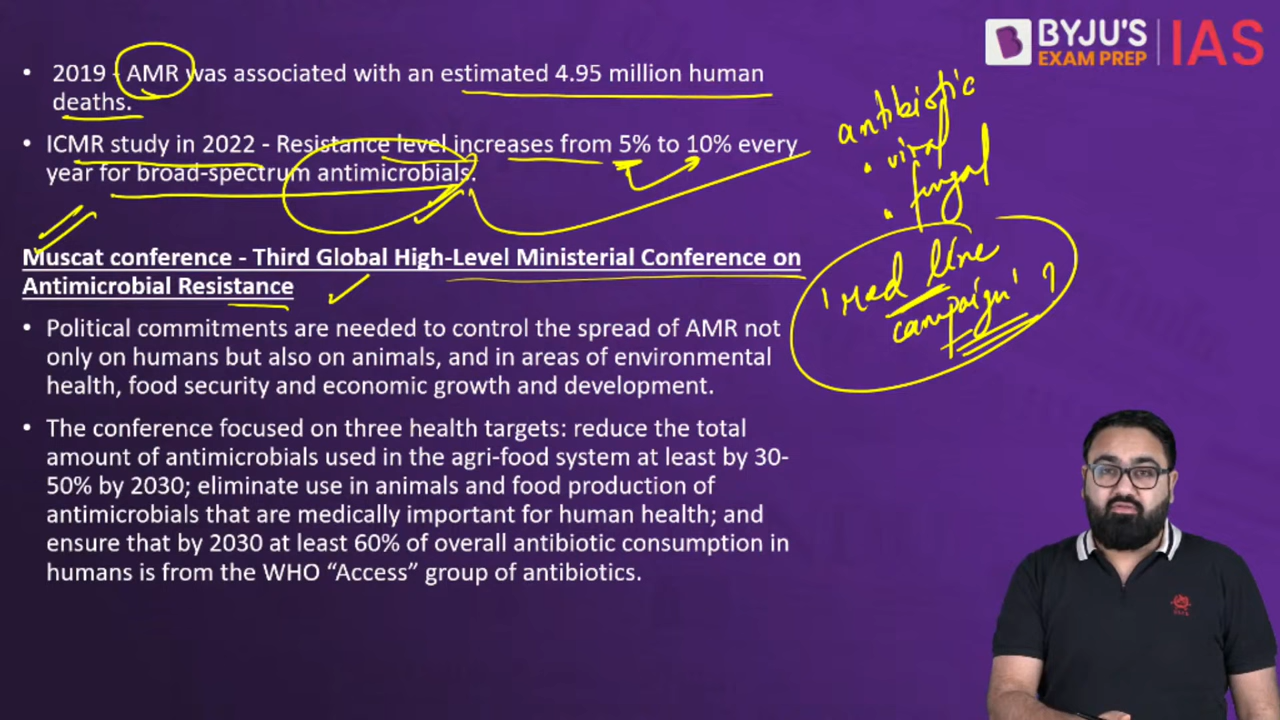 BYJU'S
EXAM PREP
IAS
• 2019 - AMR was associated with an estimated 4.95 million human
deaths.
• ICMR study in 2022 - Resistance level increases from 5% to 10% every
year for broad-spectrum antimicrobials.
antibiotic
• viral
• fungal
Muscat conference - Third Global High-Level Ministerial Conference on
Antimicrobial Resistance
'Red line
campaign' ?
• Political commitments are needed to control the spread of AMR not
only on humans but also on animals, and in areas of environmental
health, food security and economic growth and development.
• The conference focused on three health targets: reduce the total
amount of antimicrobials used in the agri-food system at least by 30-
50% by 2030; eliminate use in animals and food production of
antimicrobials that are medically important for human health; and
ensure that by 2030 at least 60% of overall antibiotic consumption in
humans is from the WHO “Access” group of antibiotics.